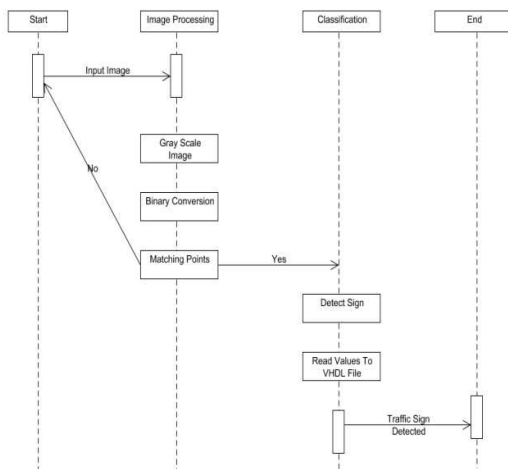 Start
Image Processing
Classification
End
Input Image
Gray Scale
Image
No
Binary Conversion
Matching Points
Yes
Detect Sign
Read Values To
VHDL File
Traffic Sign
Detected